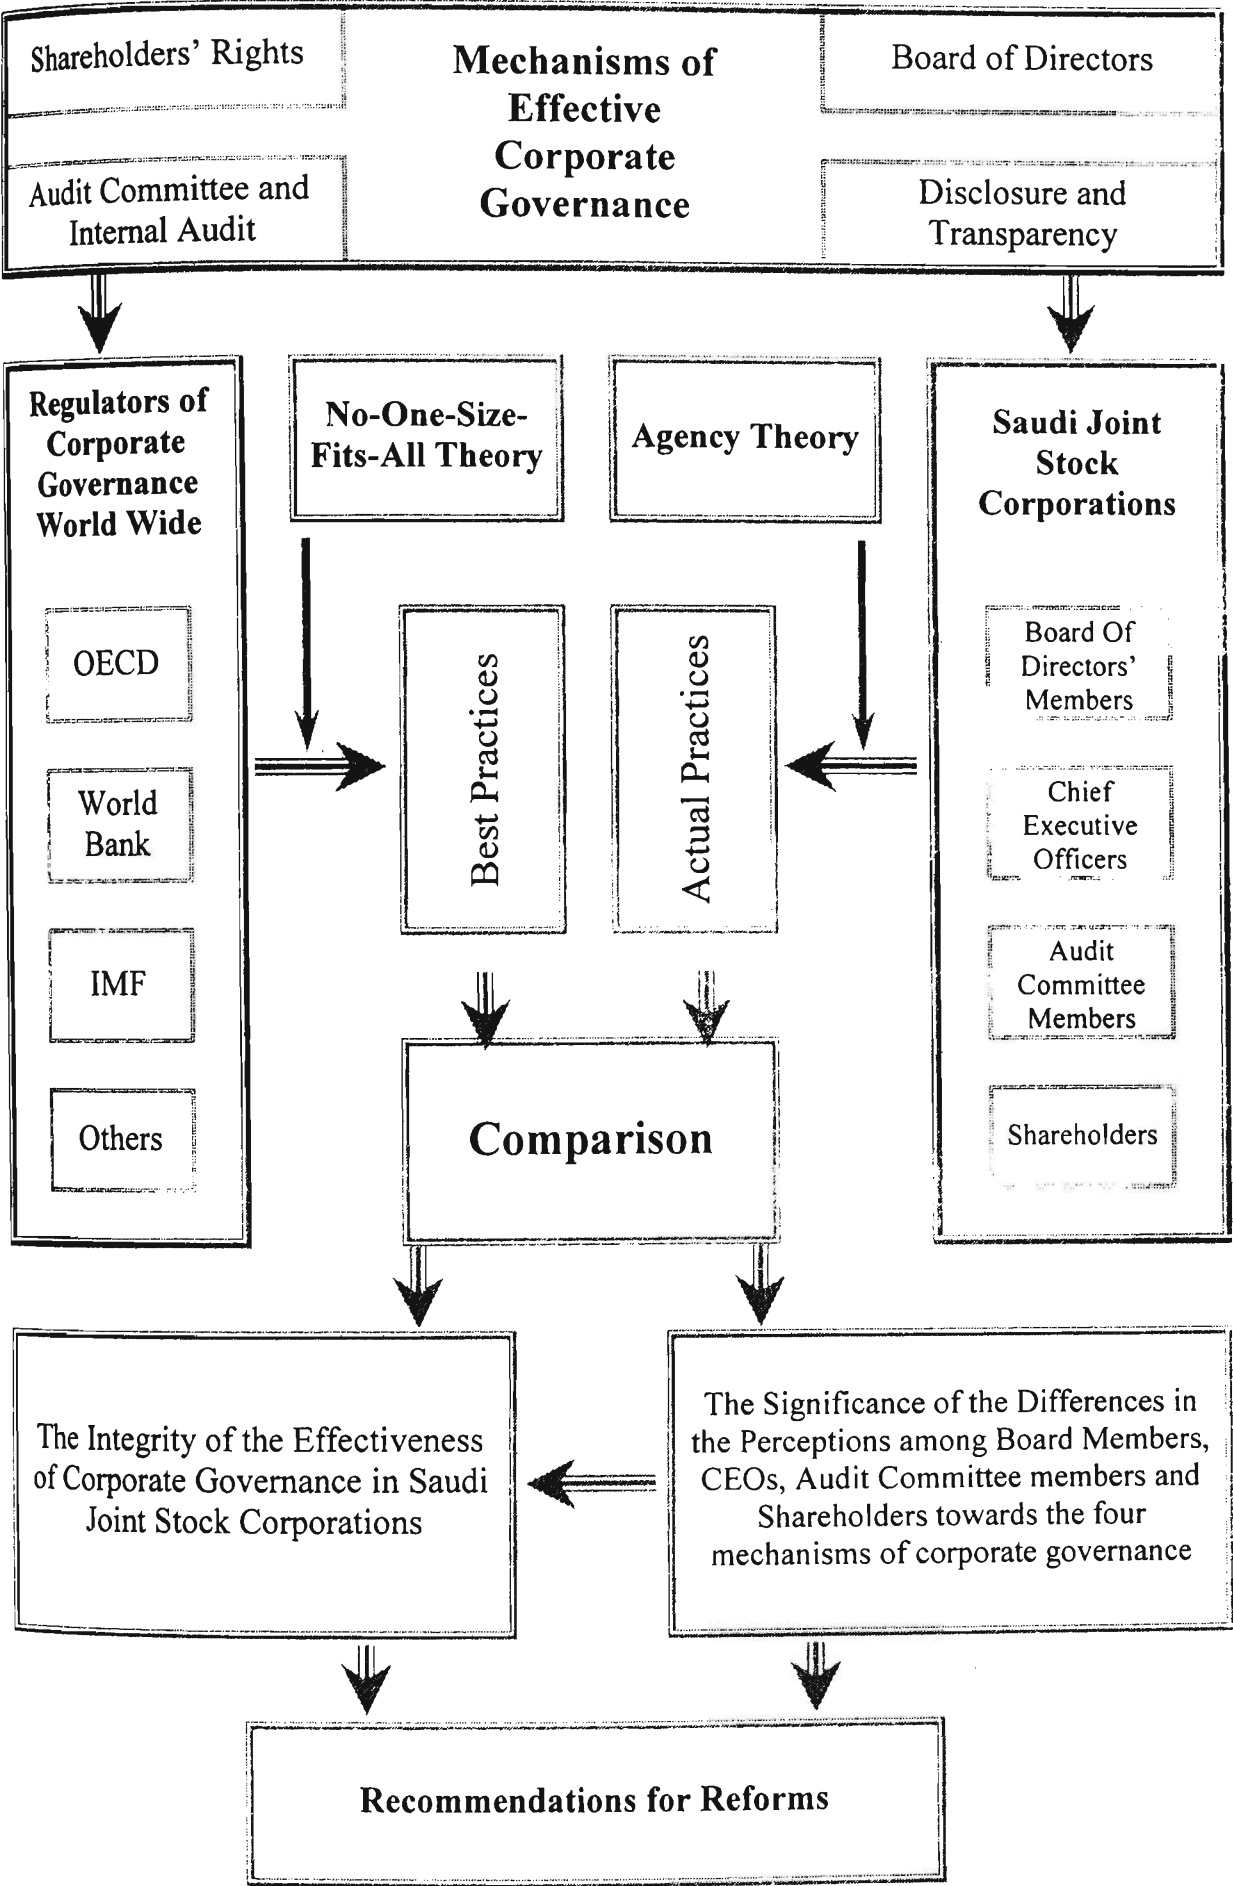 Shareholders' Rights
Mechanisms of
Effective
Corporate
Governance
Board of Directors
Audit Committee and
Internal Audit
Disclosure and
Transparency
Regulators of
Corporate
Governance
World Wide
OECD
World
Bank
IMF
Others
No-One-Size-
Fits-All Theory
Agency Theory
Saudi Joint
Stock
Corporations
Board Of
Directors'
Members
Chief
Executive
Officers
Audit
Committee
Members
Shareholders
Best Practices
Actual Practices
Comparison
The Integrity of the Effectiveness
of Corporate Governance in Saudi
Joint Stock Corporations
The Significance of the Differences in
the Perceptions among Board Members,
CEOs, Audit Committee members and
Shareholders towards the four
mechanisms of corporate governance
Recommendations for Reforms